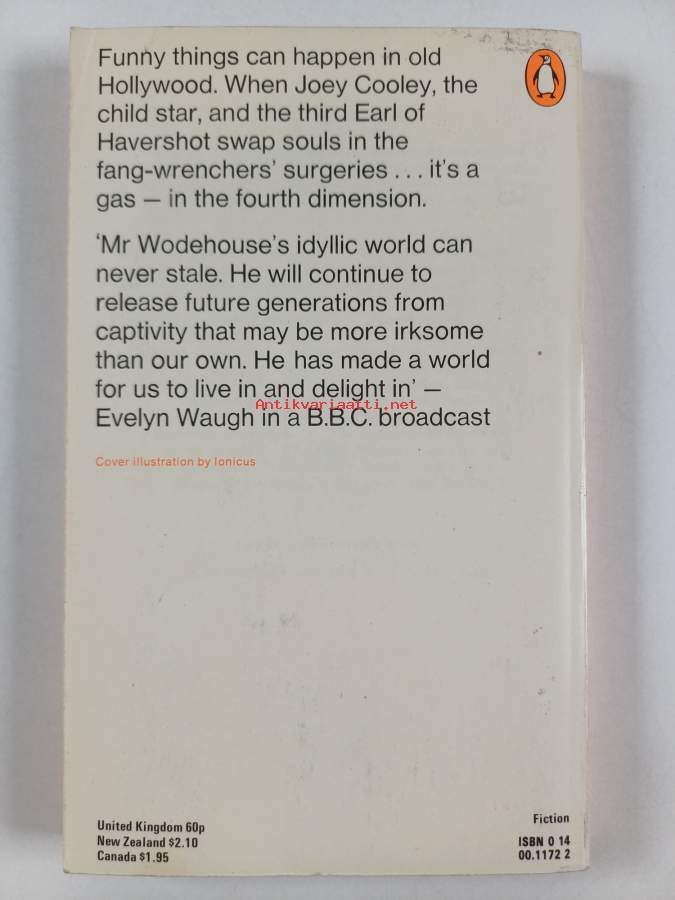 Funny things can happen in old
Hollywood. When Joey Cooley, the
child star, and the third Earl of
Havershot swap souls in the
fang-wrenchers' surgeries . . . it's a
gas – in the fourth dimension.
'Mr Wodehouse's idyllic world can
never stale. He will continue to
release future generations from
captivity that may be more irksome
than our own. He has made a world
for us to live in and delight in' –
Antikvariaatti.net
Evelyn Waugh in a B.B.C. broadcast
Cover illustration by Ionicus
United Kingdom 60p
New Zealand $2.10
Canada $1.95
Fiction
ISBN 0 14
00.1172 2